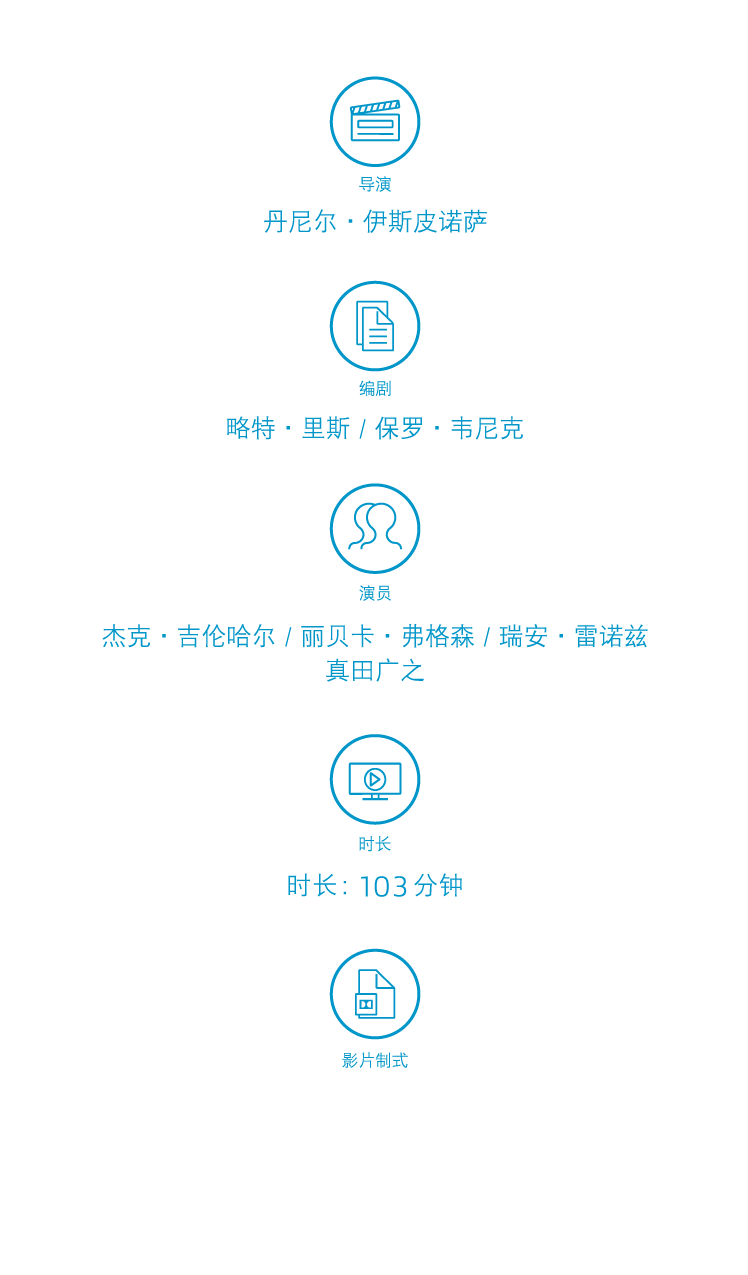 导演
丹尼尔·伊斯皮诺萨
编剧
略特·里斯 / 保罗·韦尼克
演员
杰克·吉伦哈尔 / 丽贝卡·弗格森 / 瑞安·雷诺兹
真田广之
时长
时长: 103 分钟
影片制式